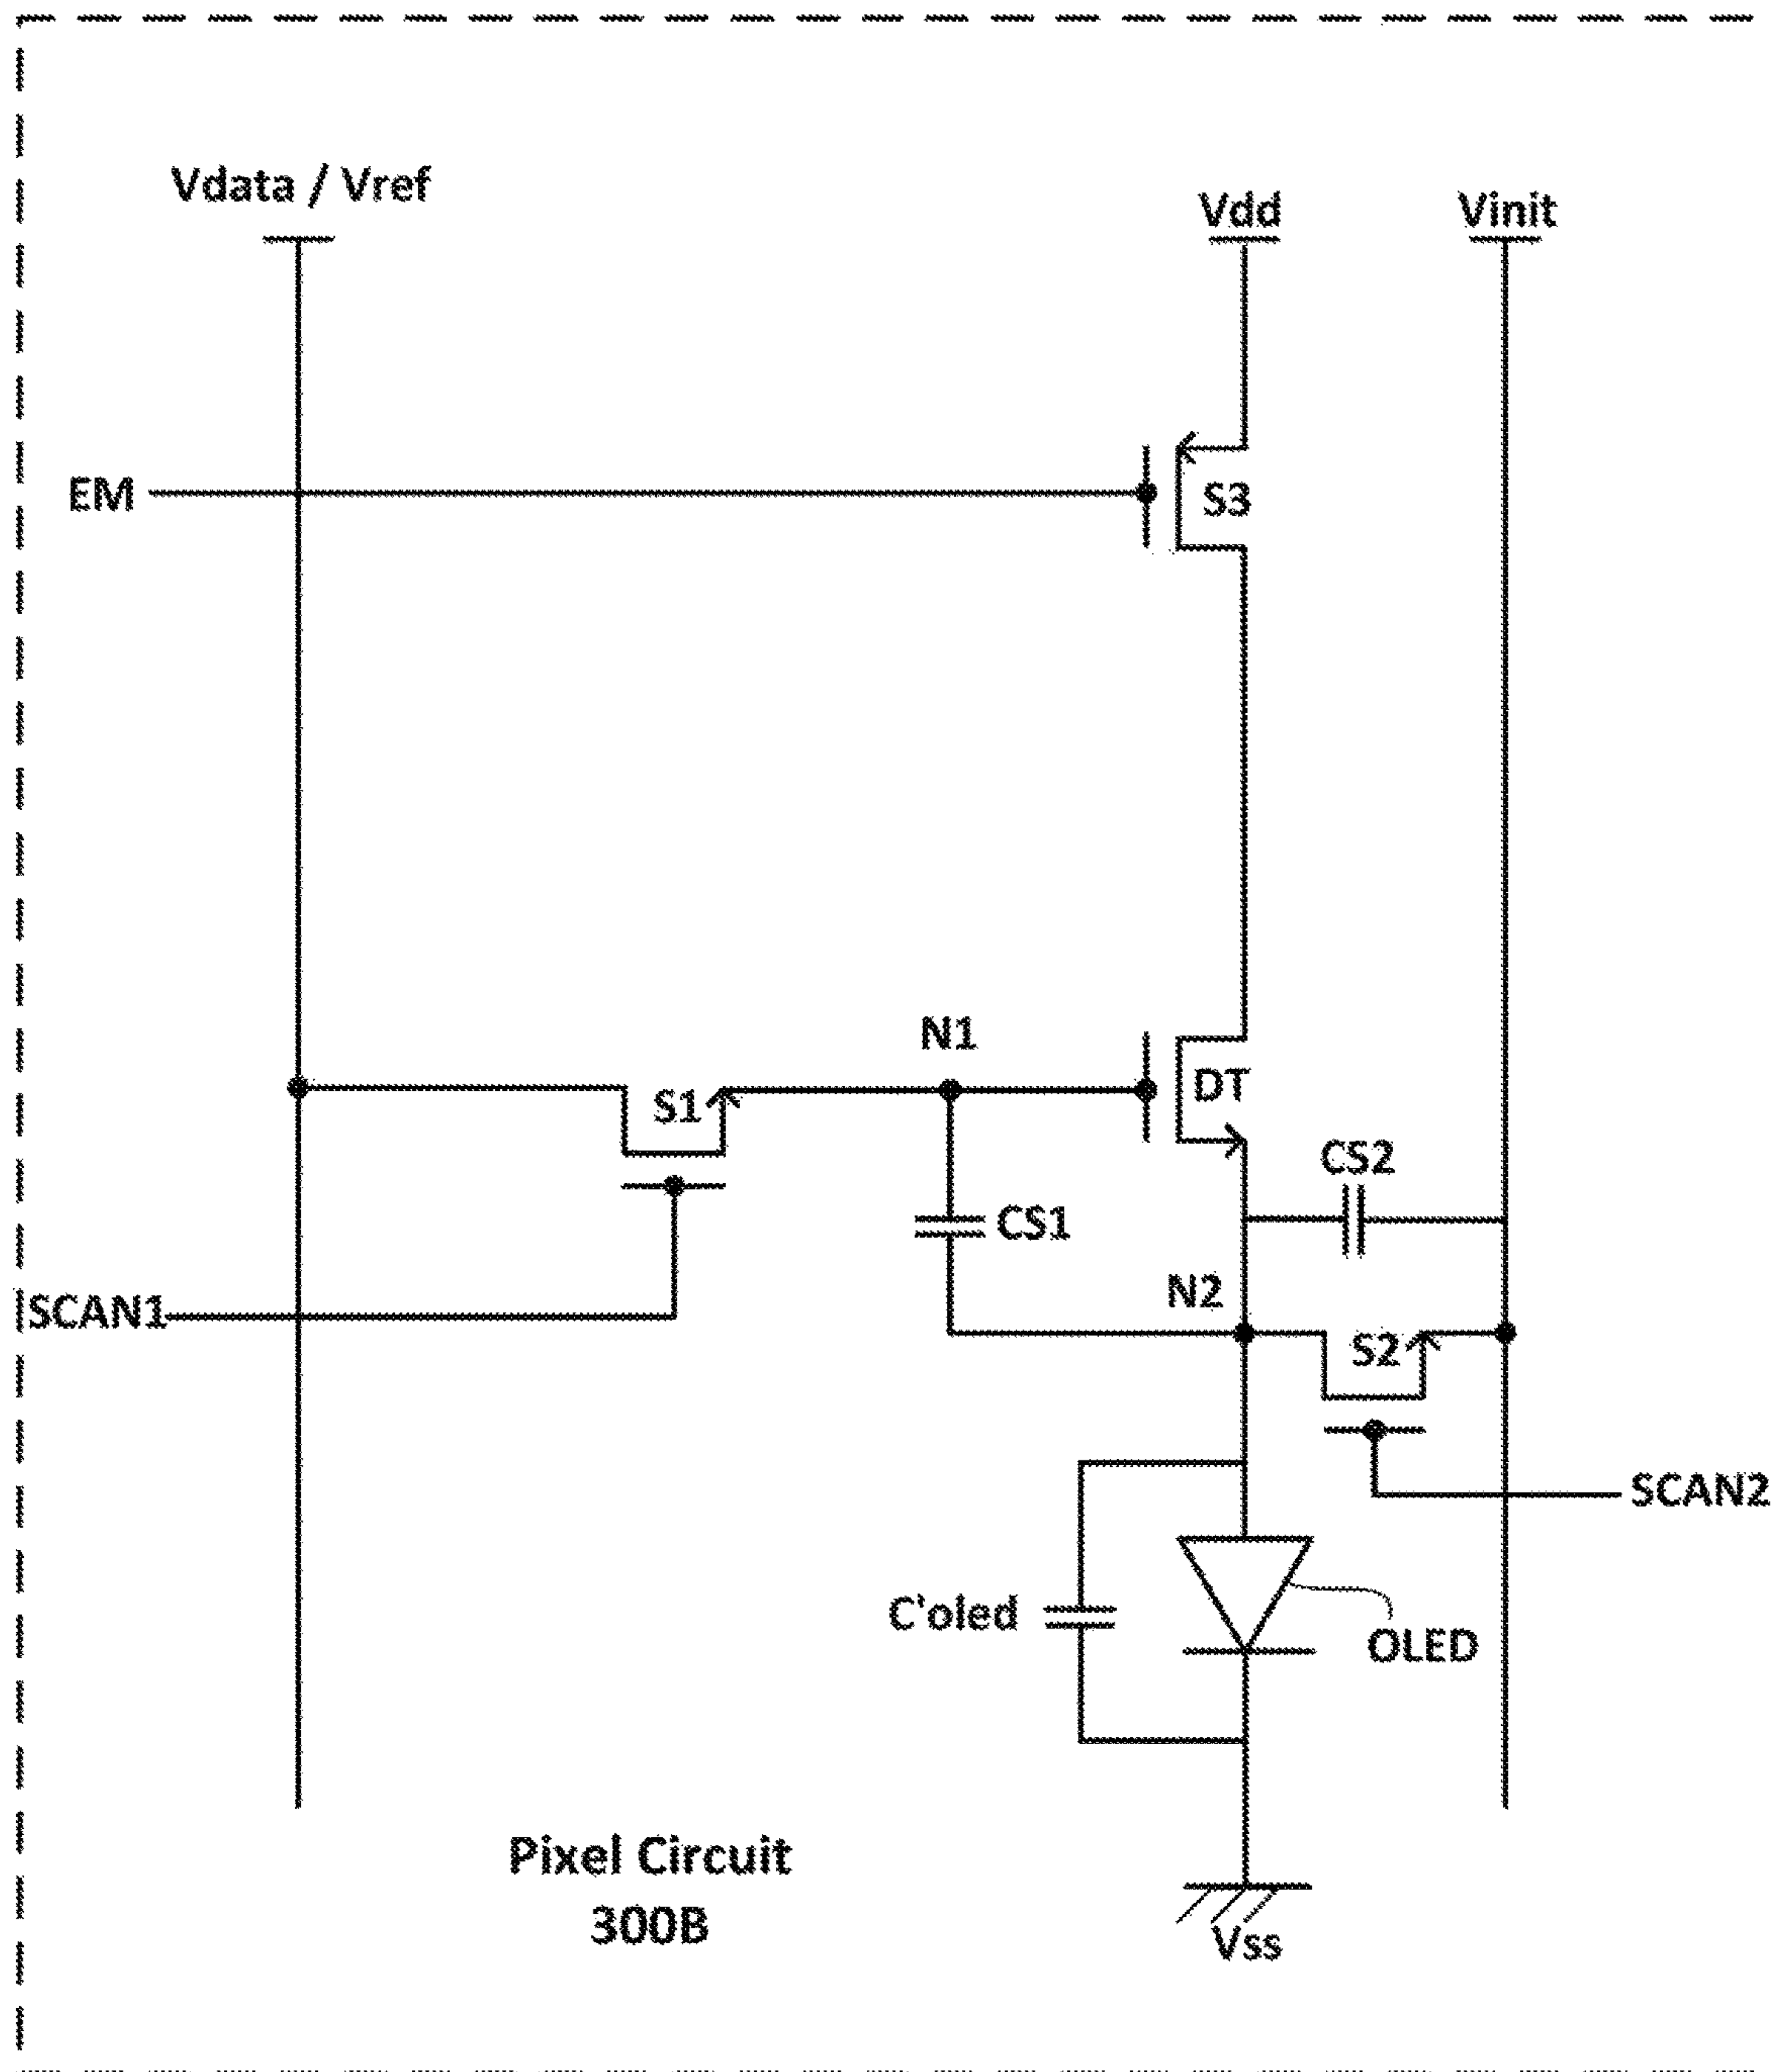 Vdata / Vref
Vdd
Vinit
EM
S3
N1
S1
DT
CS2
CS1
N2
SCAN1
S2
SCAN2
C'oled
OLED
Pixel Circuit
300B
Vss